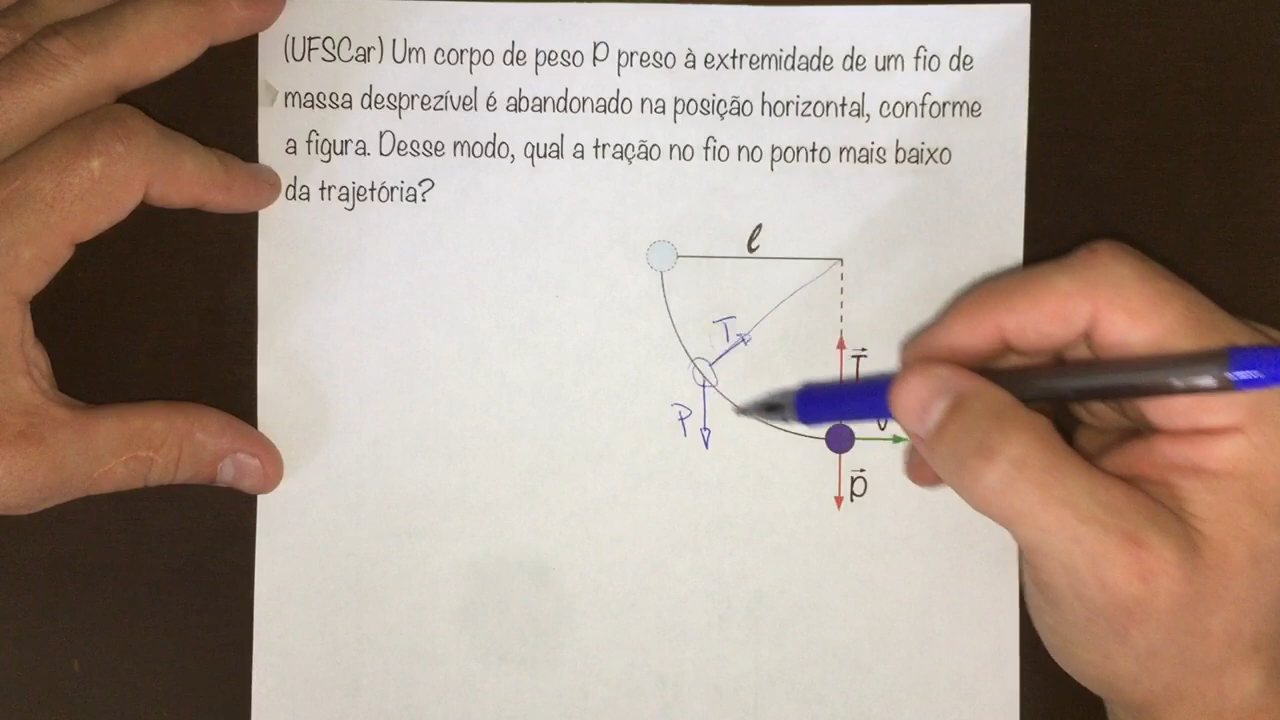 (UFSCar) Um corpo de peso P preso à extremidade de um fio de
massa desprezível é abandonado na posição horizontal, conforme
a figura. Desse modo, qual a tração no fio no ponto mais baixo
da trajetória?
ℓ
T
T
P
P